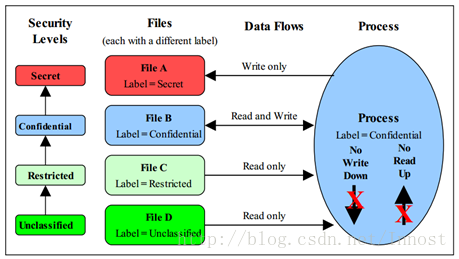 Security
Levels
Files
(each with a different label)
Data Flows
Process
Secret
Confidential
Restricted
Unclassified
File A
Label = Secret
File B
Label = Confidential
File C
Label = Restricted
File D
Label = Unclassified
Write only
Read and Write
Read only
Read only
Process
Label = Confidential
No
Write
Down
No
Read
Up
X
X
http://blog.csdn.net/